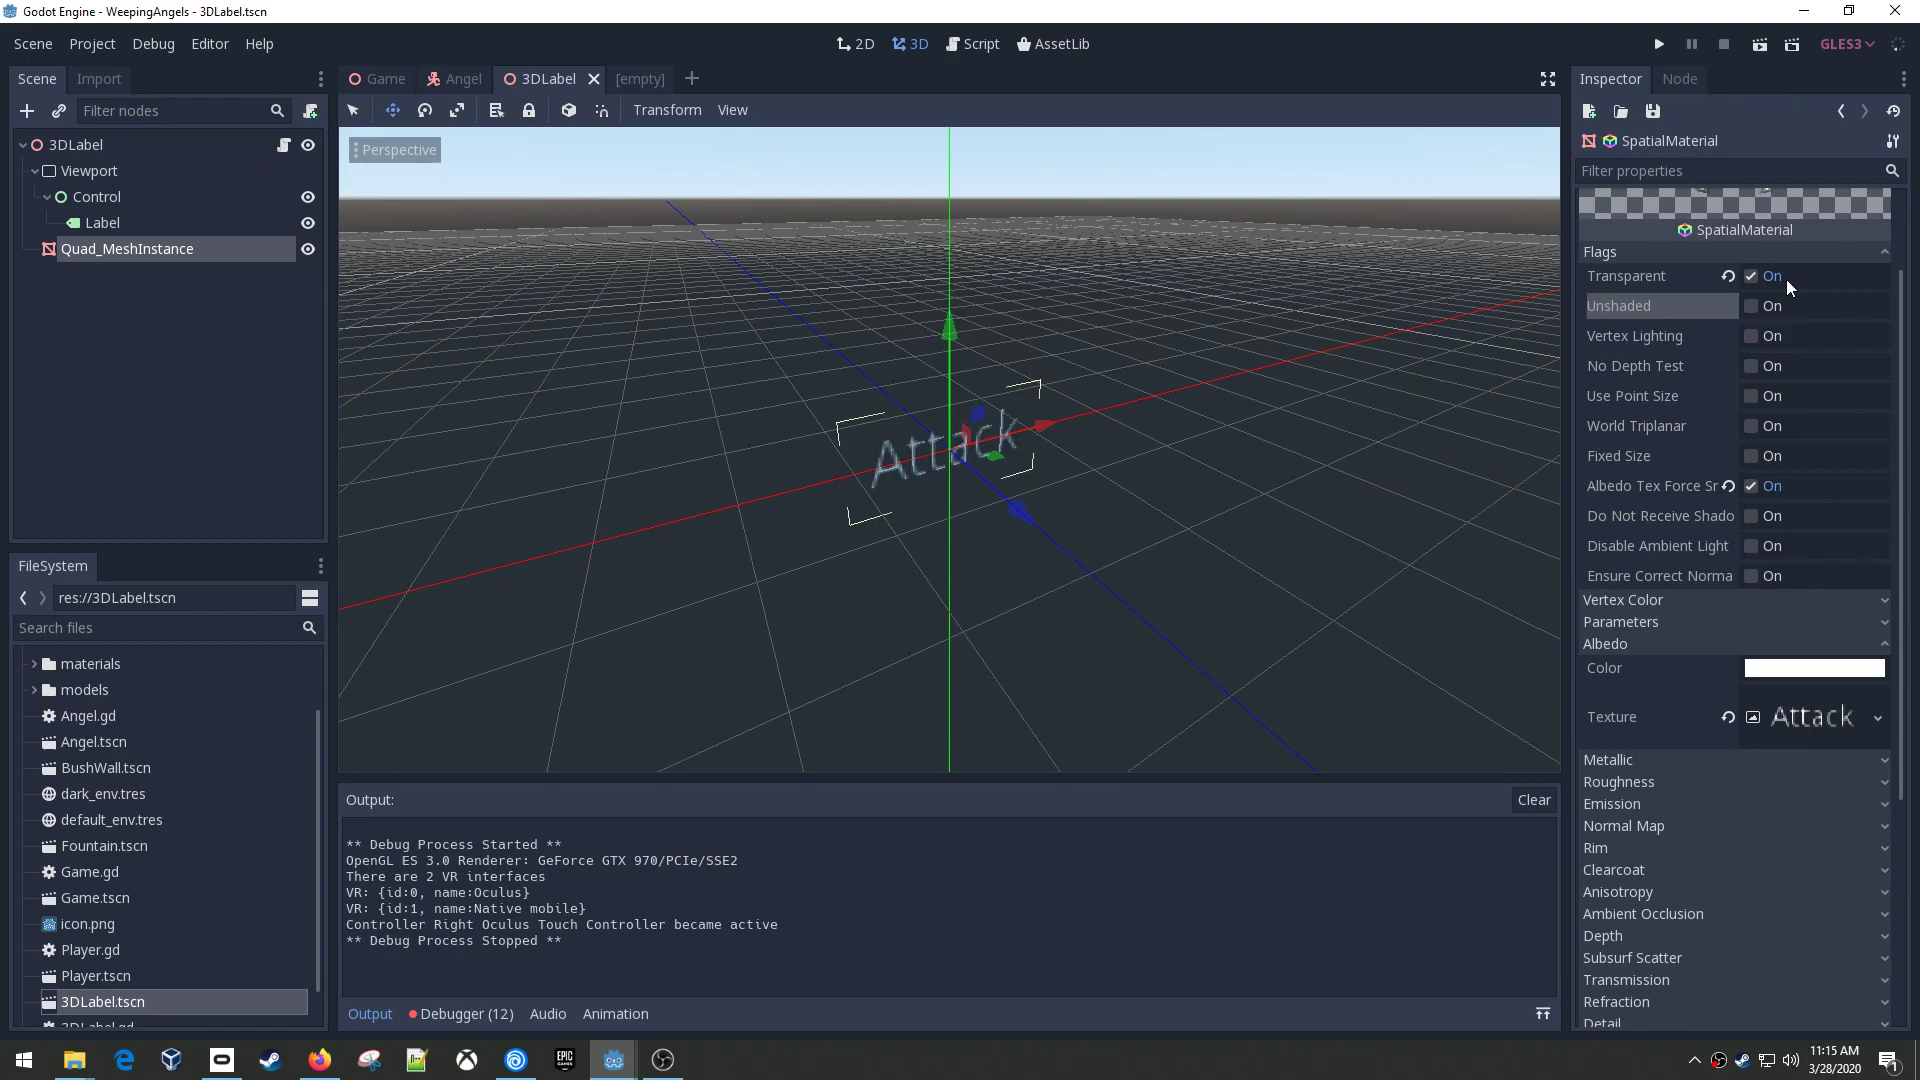 Godot Engine - WeepingAngels - 3DLabel.tscn
Scene Project Debug Editor Help
2D 3D Script AssetLib
GLES3
Scene Import
Game Angel 3DLabel [empty]
Inspector Node
Filter nodes
Transform View
SpatialMaterial
Filter properties
3DLabel
Viewport
Control
Label
Quad_MeshInstance
Perspective
Attack
SpatialMaterial
Flags
Transparent On
Unshaded On
Vertex Lighting On
No Depth Test On
Use Point Size On
World Triplanar On
Fixed Size On
Albedo Tex Force Sr On
Do Not Receive Shado On
Disable Ambient Light On
Ensure Correct Norma On
Vertex Color
Parameters
Albedo
Color
Texture Attack
Metallic
Roughness
Emission
Normal Map
Rim
Clearcoat
Anisotropy
Ambient Occlusion
Depth
Subsurf Scatter
Transmission
Refraction
Detail
FileSystem
res://3DLabel.tscn
Search files
materials
models
Angel.gd
Angel.tscn
BushWall.tscn
dark_env.tres
default_env.tres
Fountain.tscn
Game.gd
Game.tscn
icon.png
Player.gd
Player.tscn
3DLabel.tscn
3DLabel.gd
Output:
Clear
** Debug Process Started **
OpenGL ES 3.0 Renderer: GeForce GTX 970/PCIe/SSE2
There are 2 VR interfaces
VR: {id:0, name:Oculus}
VR: {id:1, name:Native mobile}
Controller Right Oculus Touch Controller became active
** Debug Process Stopped **
Output Debugger (12) Audio Animation
EPIC GAMES
11:15 AM
3/28/2020
1